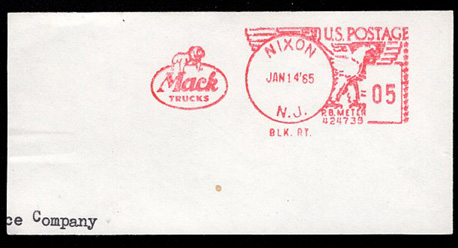 U.S. POSTAGE
NIXON
JAN 14'65
N.J.
Mack
TRUCKS
05
P.B. METER
424739
BLK. RT.
ce Company